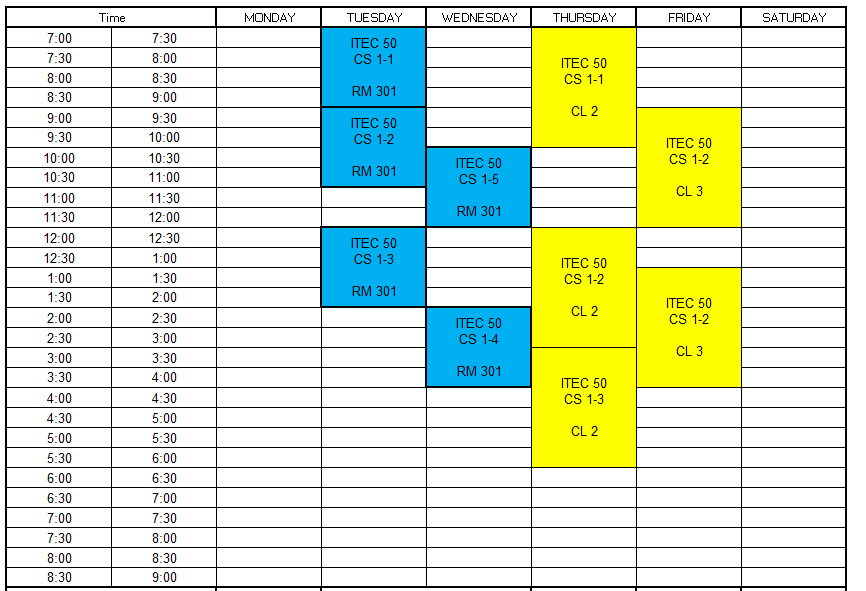 Time MONDAY TUESDAY WEDNESDAY THURSDAY FRIDAY SATURDAY
7:00 7:30
7:30 8:00
8:00 8:30
8:30 9:00
9:00 9:30
9:30 10:00
10:00 10:30
10:30 11:00
11:00 11:30
11:30 12:00
12:00 12:30
12:30 1:00
1:00 1:30
1:30 2:00
2:00 2:30
2:30 3:00
3:00 3:30
3:30 4:00
4:00 4:30
4:30 5:00
5:00 5:30
5:30 6:00
6:00 6:30
6:30 7:00
7:00 7:30
7:30 8:00
8:00 8:30
8:30 9:00
ITEC 50
CS 1-1
RM 301
ITEC 50
CS 1-2
RM 301
ITEC 50
CS 1-3
RM 301
ITEC 50
CS 1-5
RM 301
ITEC 50
CS 1-4
RM 301
ITEC 50
CS 1-1
CL 2
ITEC 50
CS 1-2
CL 2
ITEC 50
CS 1-3
CL 2
ITEC 50
CS 1-2
CL 3
ITEC 50
CS 1-2
CL 3